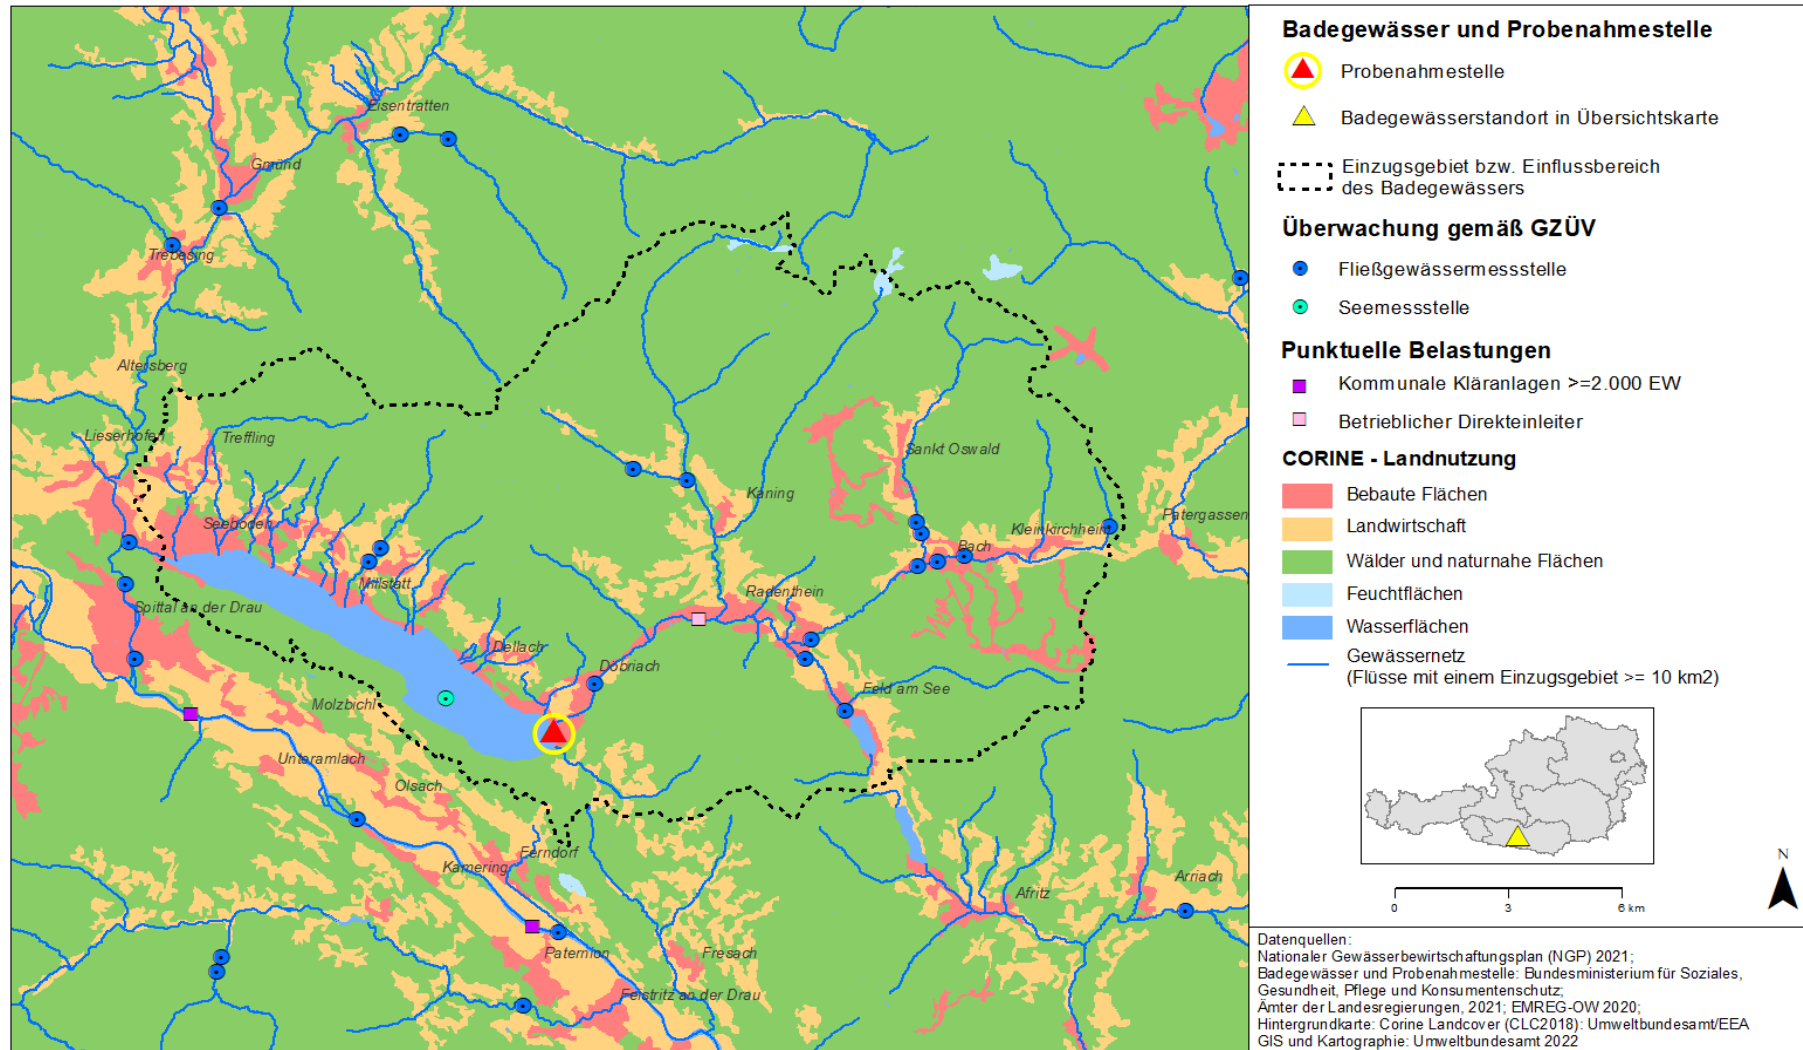 Eisentratten
Gmünd
Trebesing
Altersberg
Lieserhofen
Treffling
Sankt Oswald
Kaning
Seeboden
Kleinkirchheim
Patergassen
Bach
Millstatt
Radenthein
Spittal an der Drau
Dellach
Döbriach
Feld am See
Molzbichl
Unteramlach
Olsach
Ferndorf
Kamering
Afritz
Arriach
Paternion
Fresach
Feistritz an der Drau
Badegewässer und Probenahmestelle
Probenahmestelle
Badegewässerstandort in Übersichtskarte
Einzugsgebiet bzw. Einflussbereich
des Badegewässers
Überwachung gemäß GZÜV
Fließgewässermessstelle
Seemessstelle
Punktuelle Belastungen
Kommunale Kläranlagen >=2.000 EW
Betrieblicher Direkteinleiter
CORINE - Landnutzung
Bebaute Flächen
Landwirtschaft
Wälder und naturnahe Flächen
Feuchtflächen
Wasserflächen
Gewässernetz
(Flüsse mit einem Einzugsgebiet >= 10 km2)
N
0 3 6 km
Datenquellen:
Nationaler Gewässerbewirtschaftungsplan (NGP) 2021;
Badegewässer und Probenahmestelle: Bundesministerium für Soziales,
Gesundheit, Pflege und Konsumentenschutz;
Ämter der Landesregierungen, 2021; EMREG-OW 2020;
Hintergrundkarte: Corine Landcover (CLC2018): Umweltbundesamt/EEA
GIS und Kartographie: Umweltbundesamt 2022